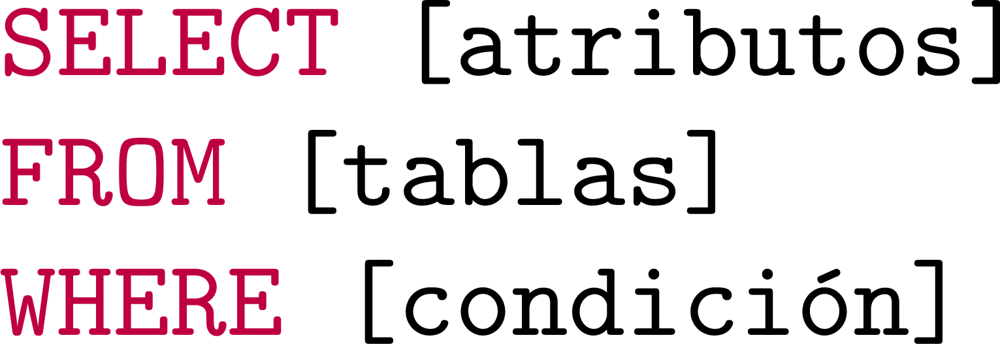 SELECT [atributos]
FROM [tablas]
WHERE [condición]